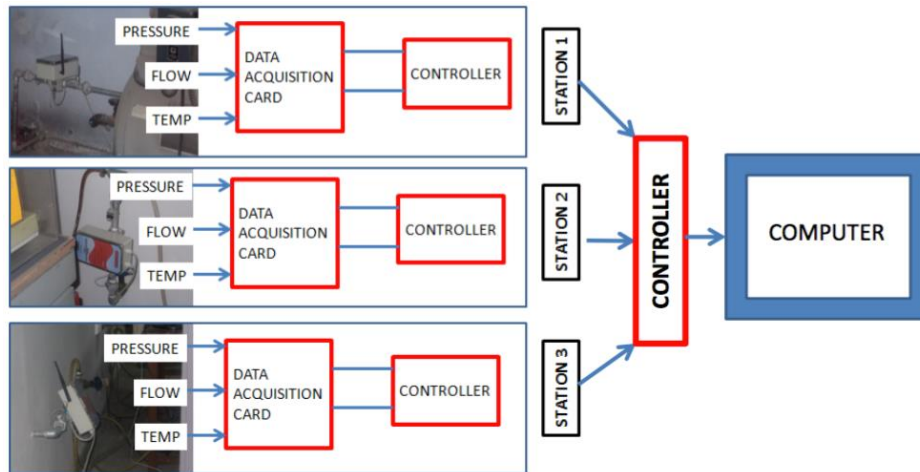 PRESSURE
FLOW
TEMP
DATA
ACQUISITION
CARD
CONTROLLER
STATION 1
PRESSURE
FLOW
TEMP
DATA
ACQUISITION
CARD
CONTROLLER
STATION 2
PRESSURE
FLOW
TEMP
DATA
ACQUISITION
CARD
CONTROLLER
STATION 3
CONTROLLER
COMPUTER